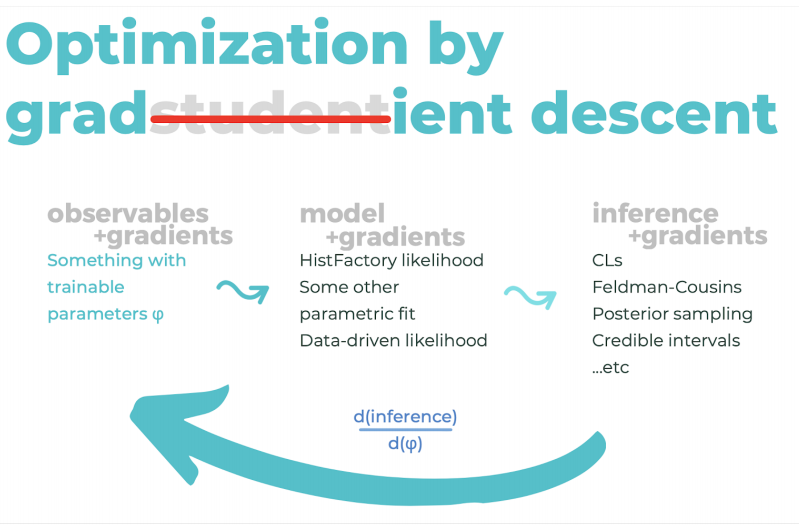 Optimization by
gradstudentient descent
observables
+gradients
Something with
trainable
parameters φ
model
+gradients
HistFactory likelihood
Some other
parametric fit
Data-driven likelihood
inference
+gradients
CLs
Feldman-Cousins
Posterior sampling
Credible intervals
...etc
d(inference)
d(φ)